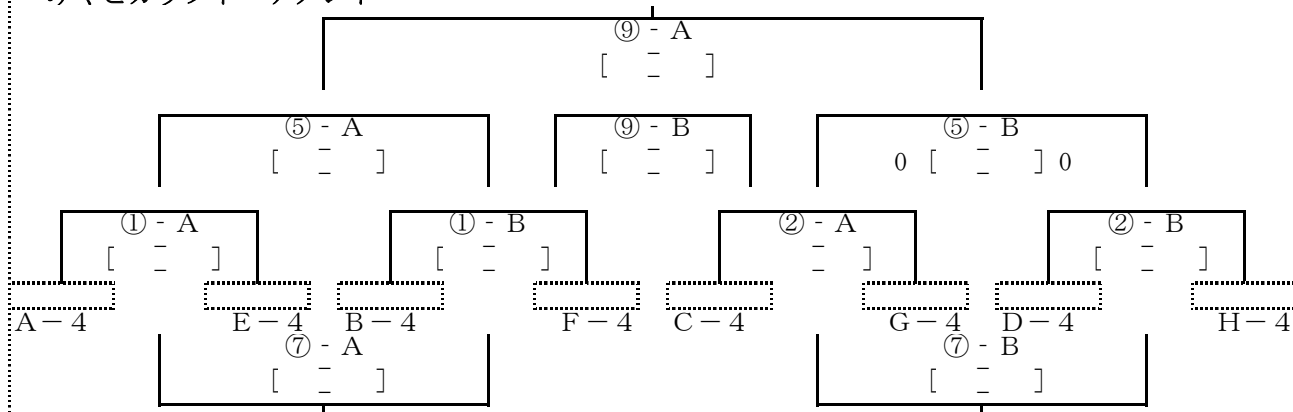 ⑨ - A
[ - - ]
⑤ - A ⑨ - B ⑤ - B
[ - - ] [ - - ] 0 [ - - ] 0
① - A ① - B ② - A ② - B
[ - - ] [ - - ] - - ] [ - - ]
A－4 E－4 B－4 F－4 C－4 G－4 D－4 H－4
⑦ - A ⑦ - B
[ - - ] [ - - ]